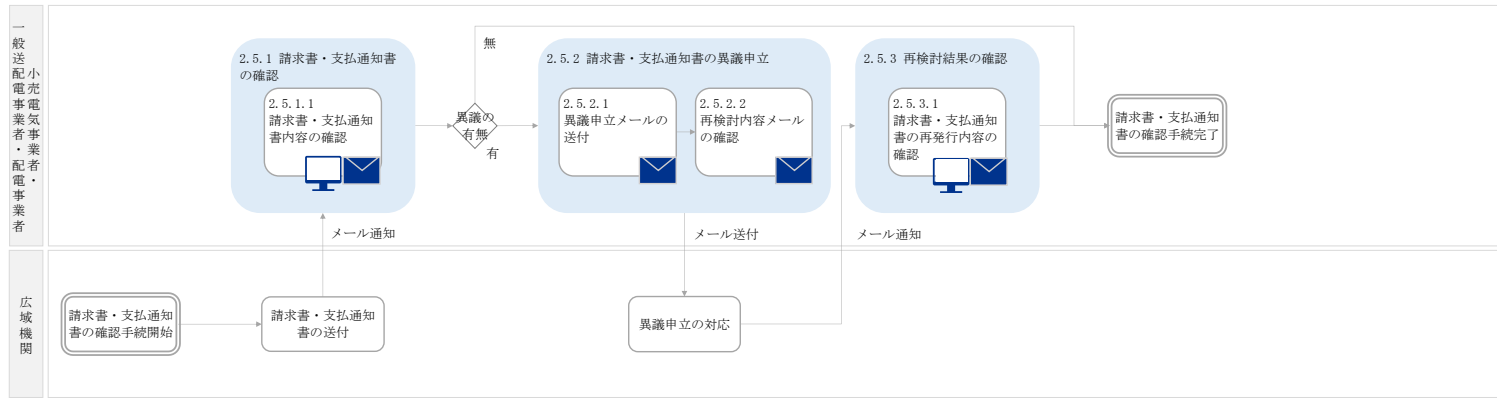 一般送配電事業者・配電事業者
小売電気事業者・
無
2.5.1 請求書・支払通知書
の確認
2.5.1.1
請求書・支払通知
書内容の確認
異議の
有無
有
2.5.2 請求書・支払通知書の異議申立
2.5.2.1
異議申立メールの
送付
2.5.2.2
再検討内容メール
の確認
2.5.3 再検討結果の確認
2.5.3.1
請求書・支払通知
書の再発行内容の
確認
請求書・支払通知
書の確認手続完了
メール通知
メール送付
メール通知
広域機関
請求書・支払通知
書の確認手続開始
請求書・支払通知
書の送付
異議申立の対応